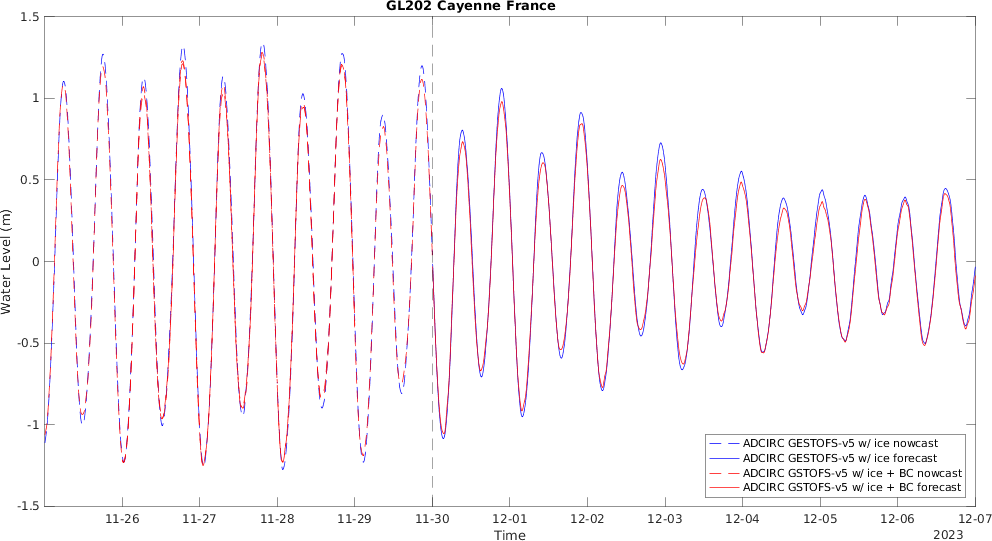 GL202 Cayenne France
1.5
1
0.5
0
-0.5
-1
-1.5
Water Level (m)
11-26 11-27 11-28 11-29 11-30 12-01 12-02 12-03 12-04 12-05 12-06 12-07
Time
2023
ADCIRC GESTOFS-v5 w/ ice nowcast
ADCIRC GESTOFS-v5 w/ ice forecast
ADCIRC GSTOFS-v5 w/ ice + BC nowcast
ADCIRC GSTOFS-v5 w/ ice + BC forecast